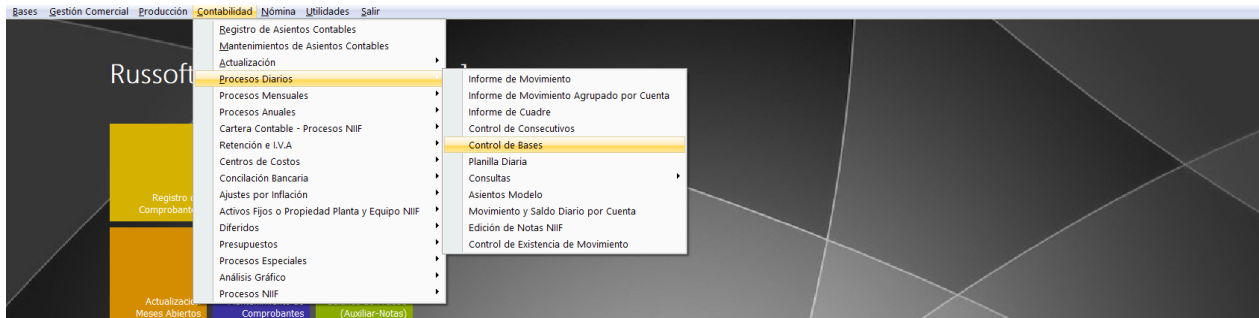 Bases Gestión Comercial Producción Contabilidad Nómina Utilidades Salir
Registro de Asientos Contables
Mantenimientos de Asientos Contables
Actualización
Procesos Diarios
Procesos Mensuales
Procesos Anuales
Cartera Contable - Procesos NIIF
Retención e I.V.A
Centros de Costos
Concilación Bancaria
Ajustes por Inflación
Activos Fijos o Propiedad Planta y Equipo NIIF
Diferidos
Presupuestos
Procesos Especiales
Análisis Gráfico
Procesos NIIF
Informe de Movimiento
Informe de Movimiento Agrupado por Cuenta
Informe de Cuadre
Control de Consecutivos
Control de Bases
Planilla Diaria
Consultas
Asientos Modelo
Movimiento y Saldo Diario por Cuenta
Edición de Notas NIIF
Control de Existencia de Movimiento
Russoft
Registro
Meses Abiertos
Comprobantes
(Auxiliar-Notas)